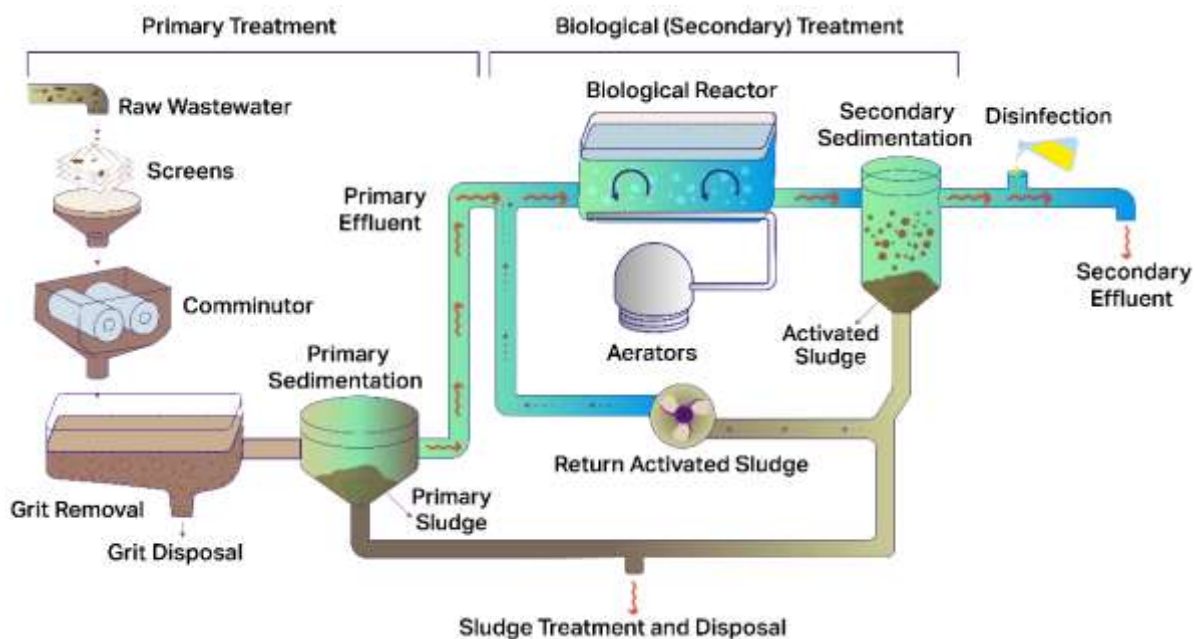 Primary Treatment
Biological (Secondary) Treatment
Raw Wastewater
Screens
Comminutor
Grit Removal
Grit Disposal
Primary
Sedimentation
Primary
Sludge
Primary
Effluent
Biological Reactor
Aerators
Return Activated Sludge
Secondary
Sedimentation
Activated
Sludge
Disinfection
Secondary
Effluent
Sludge Treatment and Disposal